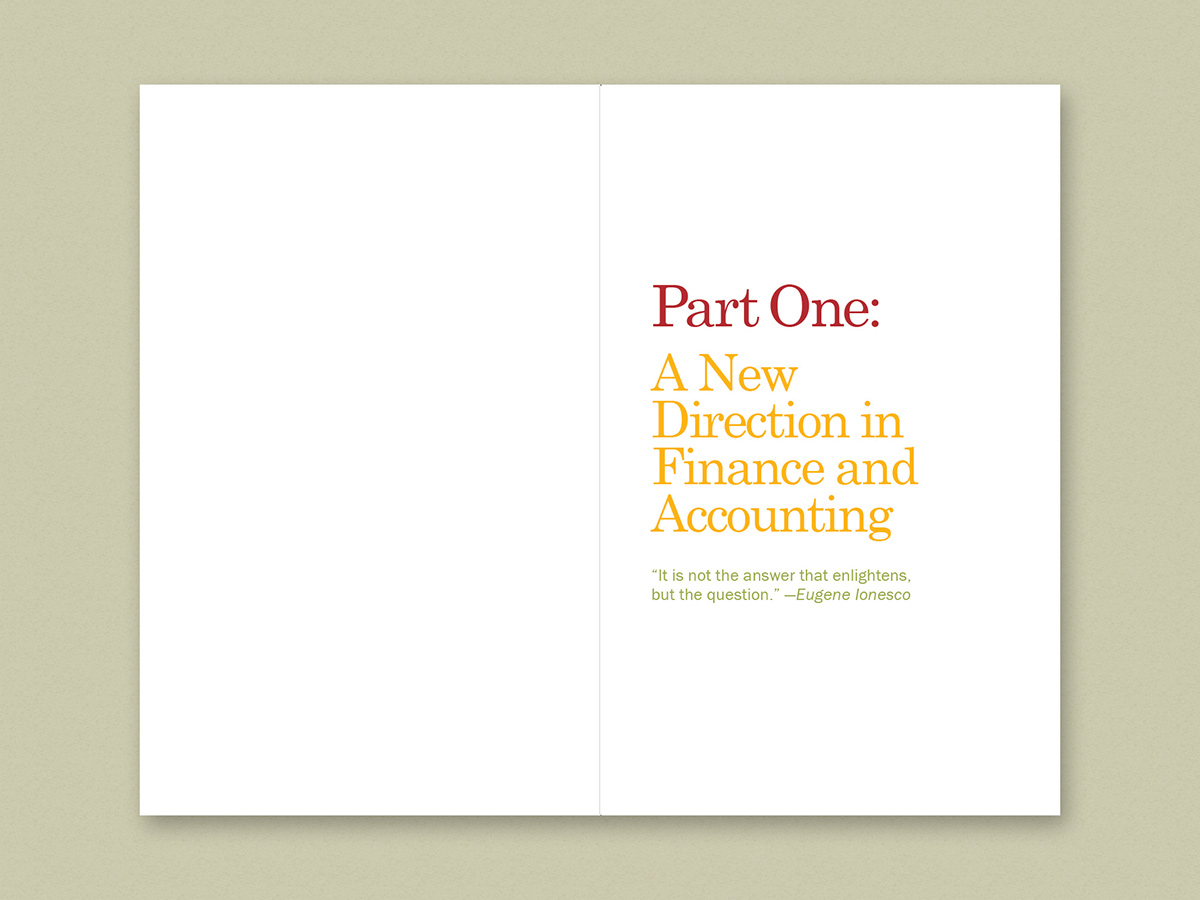 Part One:
A New
Direction in
Finance and
Accounting
“It is not the answer that enlightens,
but the question.” —Eugene Ionesco